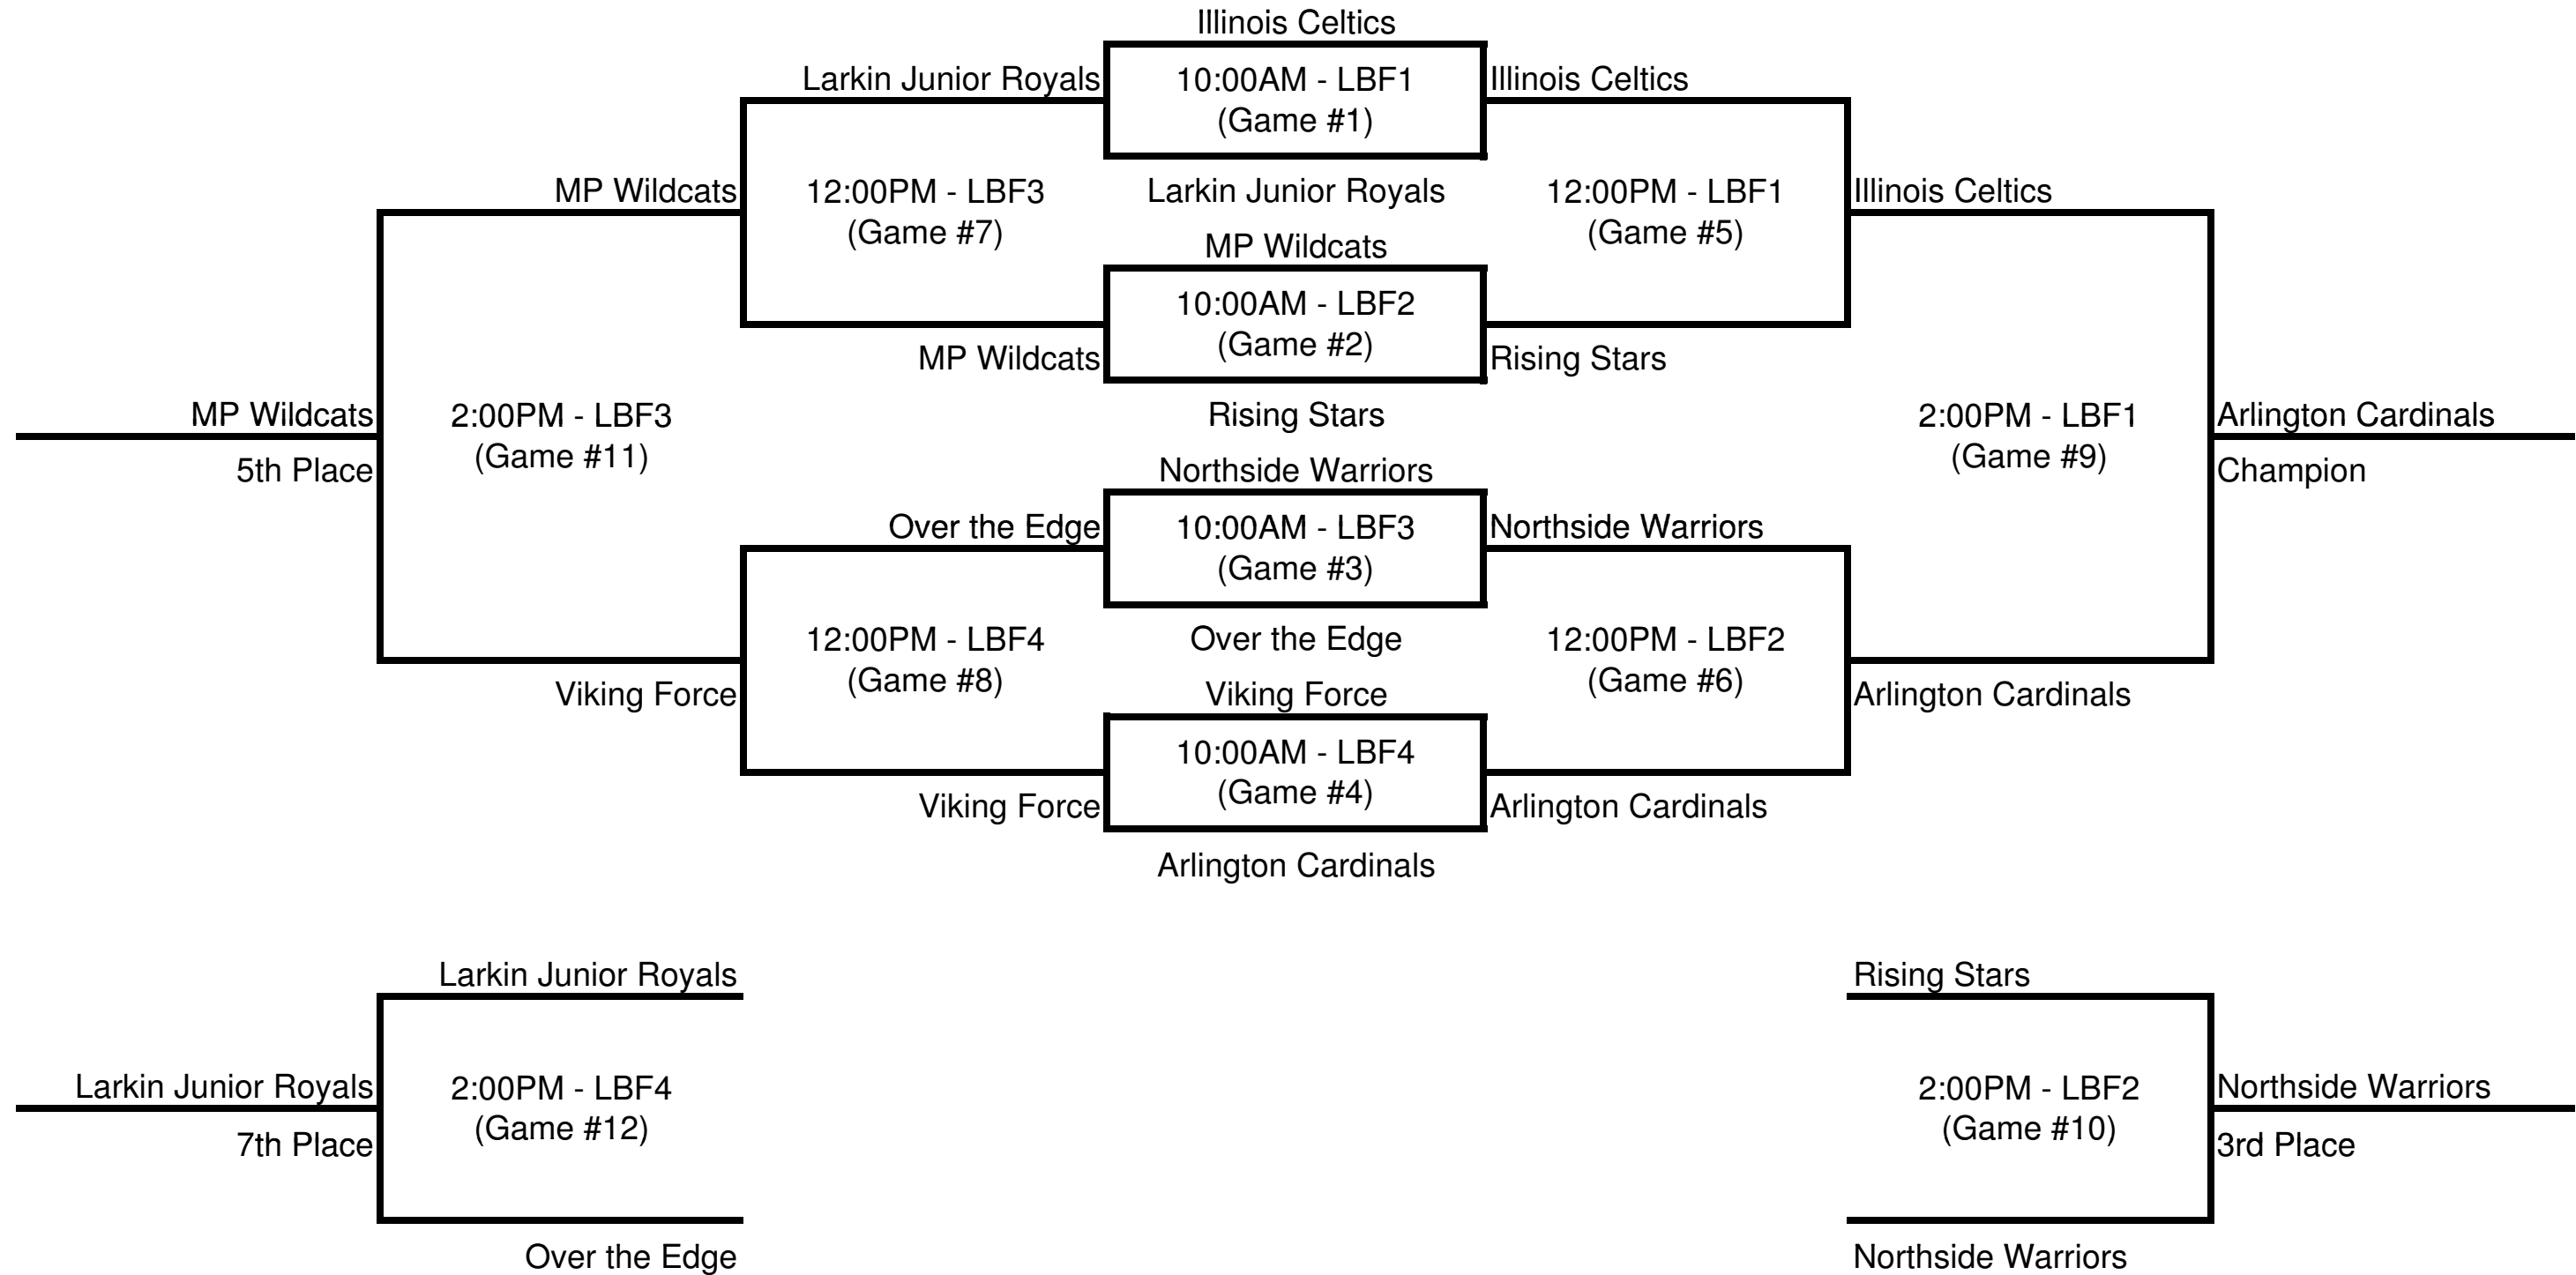 Illinois Celtics
Larkin Junior Royals
10:00AM - LBF1
Illinois Celtics
(Game #1)
MP Wildcats
12:00PM - LBF3
Larkin Junior Royals
12:00PM - LBF1
Illinois Celtics
(Game #7)
(Game #5)
MP Wildcats
10:00AM - LBF2
MP Wildcats
(Game #2)
Rising Stars
MP Wildcats
2:00PM - LBF3
Rising Stars
2:00PM - LBF1
Arlington Cardinals
(Game #11)
(Game #9)
5th Place
Northside Warriors
Champion
Over the Edge
10:00AM - LBF3
Northside Warriors
(Game #3)
12:00PM - LBF4
Over the Edge
12:00PM - LBF2
(Game #8)
(Game #6)
Viking Force
Viking Force
Arlington Cardinals
10:00AM - LBF4
(Game #4)
Viking Force
Arlington Cardinals
Arlington Cardinals
Larkin Junior Royals
Rising Stars
Larkin Junior Royals
2:00PM - LBF4
2:00PM - LBF2
Northside Warriors
(Game #12)
(Game #10)
7th Place
3rd Place
Over the Edge
Northside Warriors